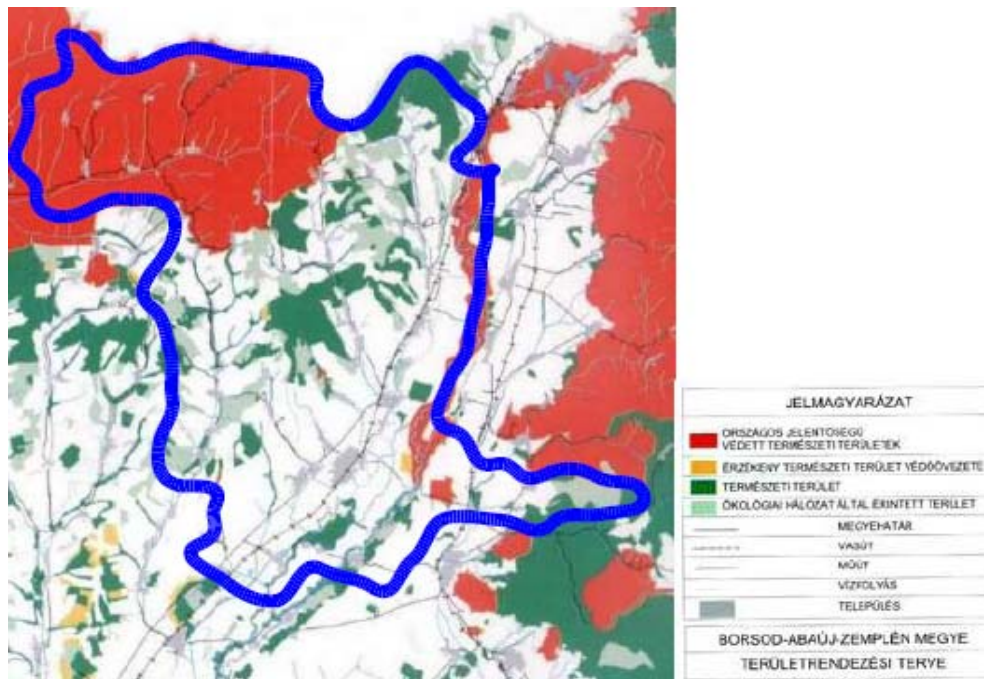 JELMAGYARÁZAT
ORSZÁGOS JELENTŐSÉGŰ
VÉDETT TERMÉSZETI TERÜLETEK
ÉRZÉKENY TERMÉSZETI TERÜLET VÉDŐÖVEZETE
TERMÉSZETI TERÜLET
ÖKOLÓGIAI HÁLÓZAT ÁLTAL ÉRINTETT TERÜLET
MEGYEHATÁR
VASÚT
MŰÚT
VÍZFOLYÁS
TELEPÜLÉS
BORSOD-ABAÚJ-ZEMPLÉN MEGYE
TERÜLETRENDEZÉSI TERVE